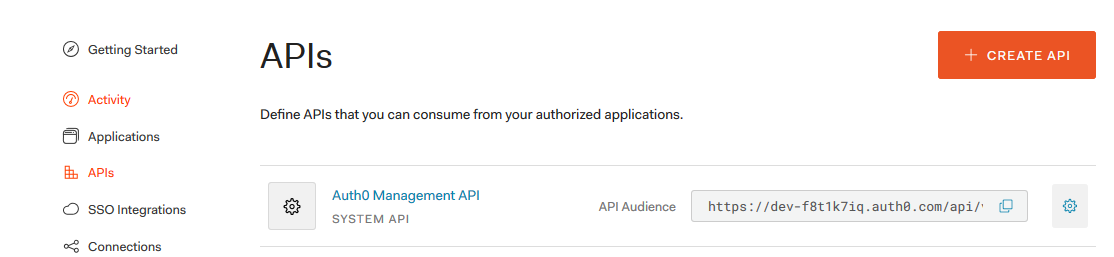 Getting Started
Activity
Applications
APIs
SSO Integrations
Connections
APIs
+ CREATE API
Define APIs that you can consume from your authorized applications.
Auth0 Management API
SYSTEM API
API Audience
https://dev-f8t1k7iq.auth0.com/api/